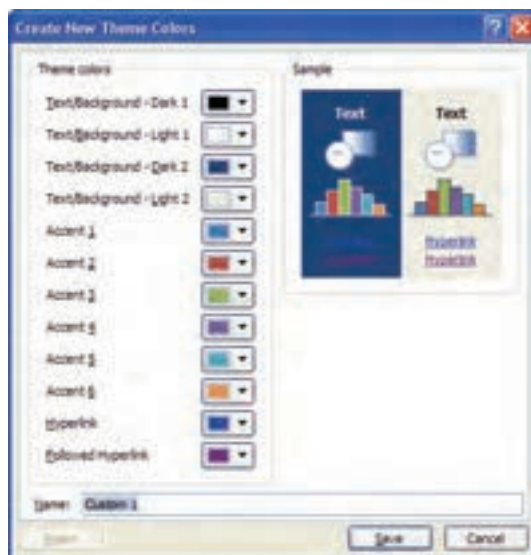 Create New Theme Colors
Theme colors
Text/Background - Dark 1
Text/Background - Light 1
Text/Background - Dark 2
Text/Background - Light 2
Accent 1
Accent 2
Accent 3
Accent 4
Accent 5
Accent 6
Hyperlink
Followed Hyperlink
Sample
Text Text
Hyperlink
Hyperlink
Name: Custom 1
Save Cancel